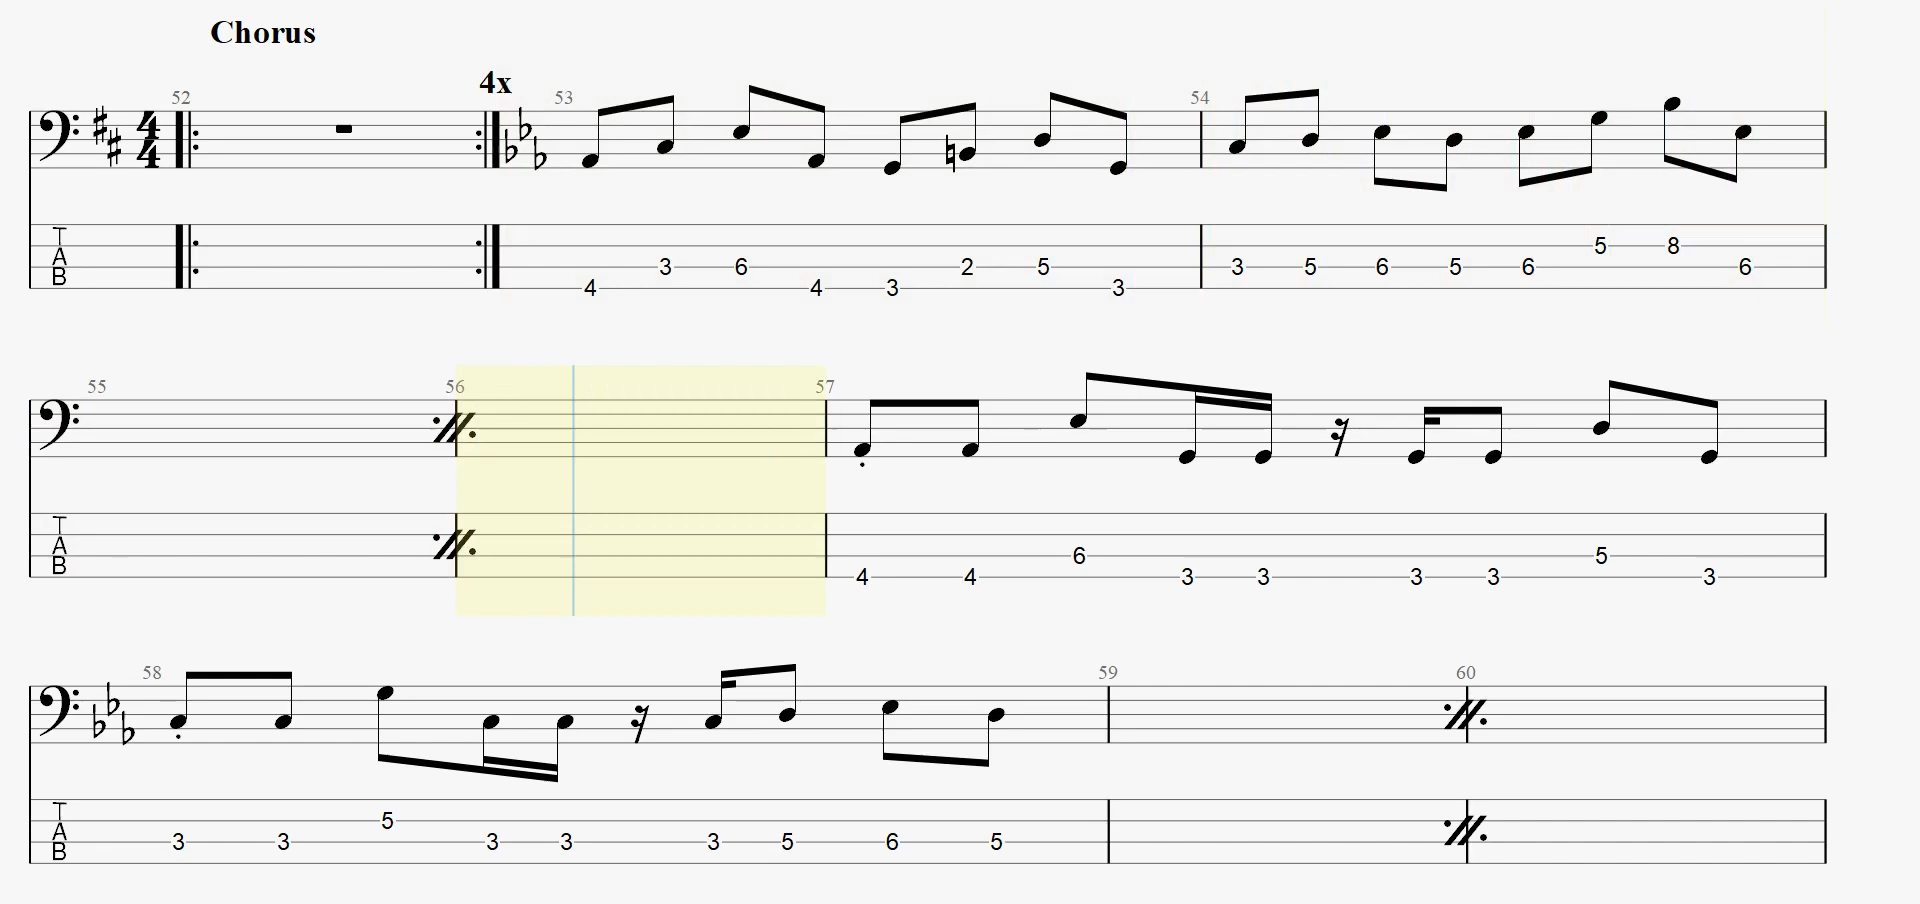 Chorus
4x
52 53 54
4 4
T A B
3 6 2 5 3 5 6 5 6 5 8 6
4 4 3 3
55 56 57
T A B
6 5
4 4 3 3 3 3 3
58 59 60
T A B
5
3 3 3 3 3 5 6 5